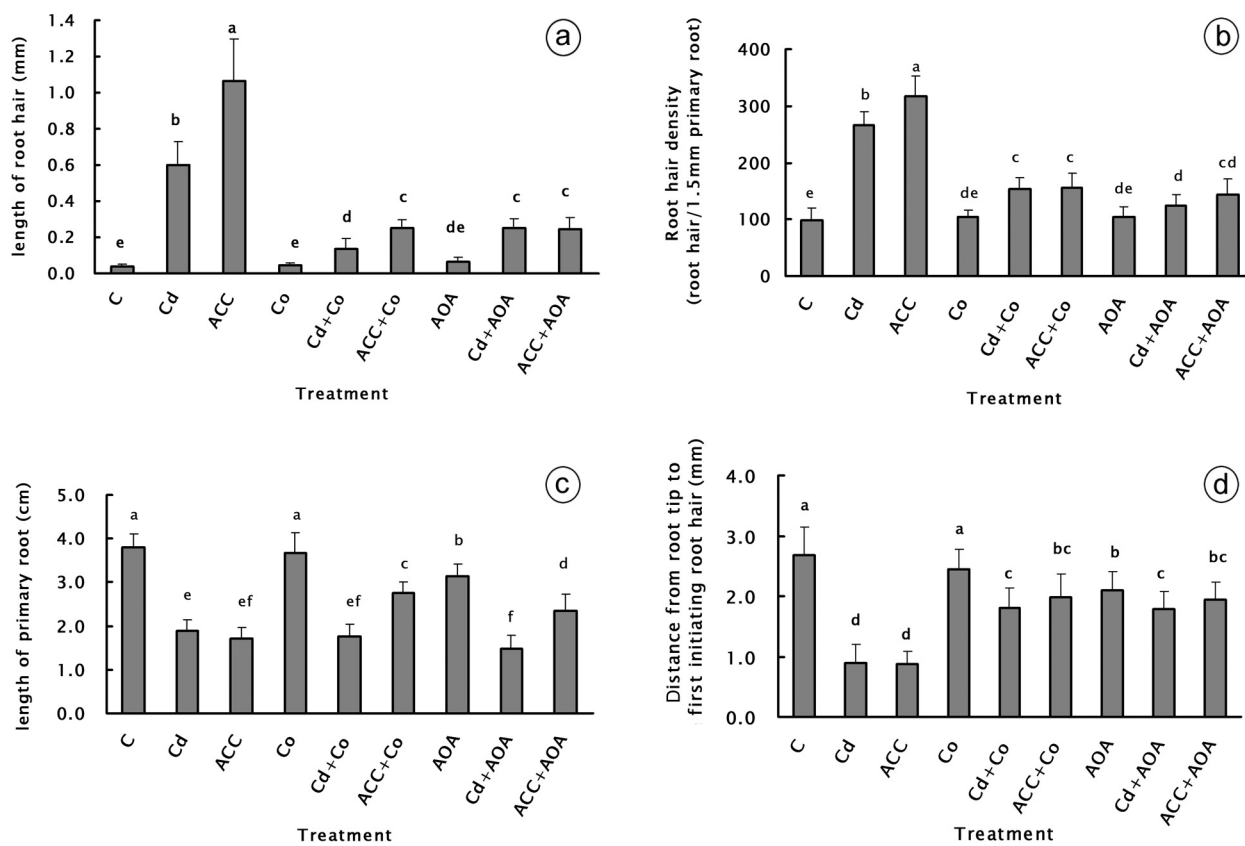 a
length of root hair (mm)
1.4
1.2
1.0
0.8
0.6
0.4
0.2
0.0
e
b
a
e
d
c
de
c
c
C
Cd
ACC
Co
Cd+Co
ACC+Co
AOA
Cd+AOA
ACC+AOA
Treatment
b
Root hair density
(root hair/1.5mm primary root)
400
300
200
100
0
e
b
a
de
c
c
de
d
cd
C
Cd
ACC
Co
Cd+Co
ACC+Co
AOA
Cd+AOA
ACC+AOA
Treatment
c
length of primary root (cm)
5.0
4.0
3.0
2.0
1.0
0.0
a
e
ef
a
ef
c
b
f
d
C
Cd
ACC
Co
Cd+Co
ACC+Co
AOA
Cd+AOA
ACC+AOA
Treatment
d
Distance from root tip to
first initiating root hair (mm)
4.0
3.0
2.0
1.0
0.0
a
d
d
a
c
bc
b
c
bc
C
Cd
ACC
Co
Cd+Co
ACC+Co
AOA
Cd+AOA
ACC+AOA
Treatment